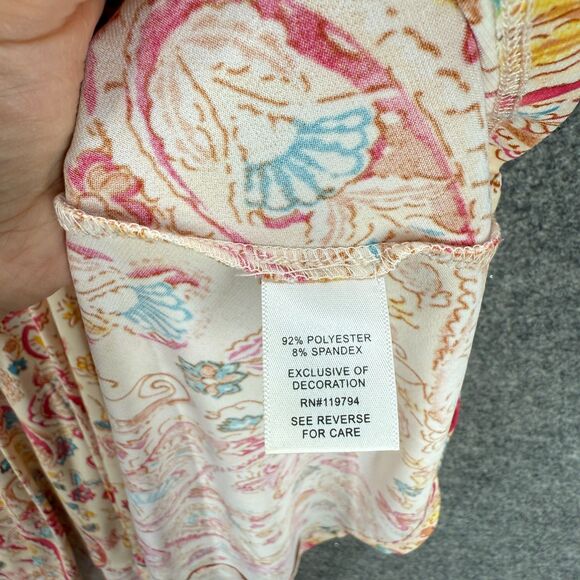 92% POLYESTER
8% SPANDEX
EXCLUSIVE OF
DECORATION
RN#119794
SEE REVERSE
FOR CARE